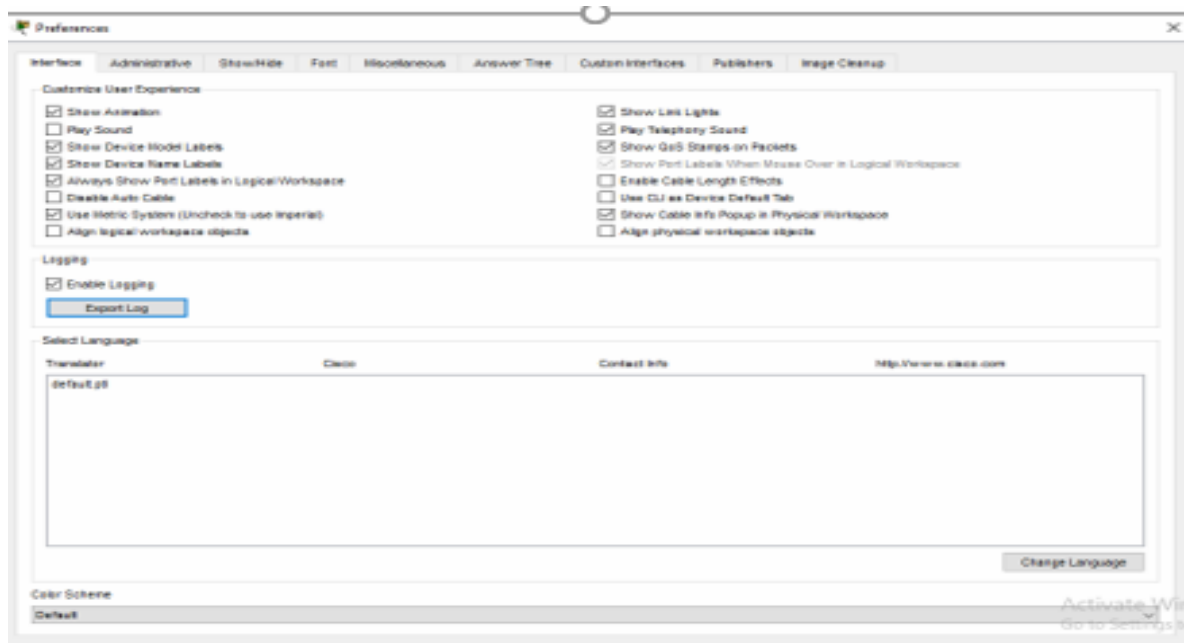 Preferences
Interface Administrative Show/Hide Font Miscellaneous Answer Tree Custom Interfaces Publishers Image Cleanup
Customize User Experience
Show Animation
Play Sound
Show Device Model Labels
Show Device Name Labels
Always Show Port Labels in Logical Workspace
Disable Auto Cable
Use Metric System (Uncheck to use Imperial)
Align logical workspace objects
Show Link Lights
Play Telephony Sound
Show QoS Stamps on Packets
Show Port Labels When Mouse Over in Logical Workspace
Enable Cable Length Effects
Use CLI as Device Default Tab
Show Cable Info Popup in Physical Workspace
Align physical workspace objects
Logging
Enable Logging
Export Log
Select Language
Translator Cisco Contact Info http://www.cisco.com
default.ptl
Change Language
Color Scheme
Default
Activate Wi
Go to Settings